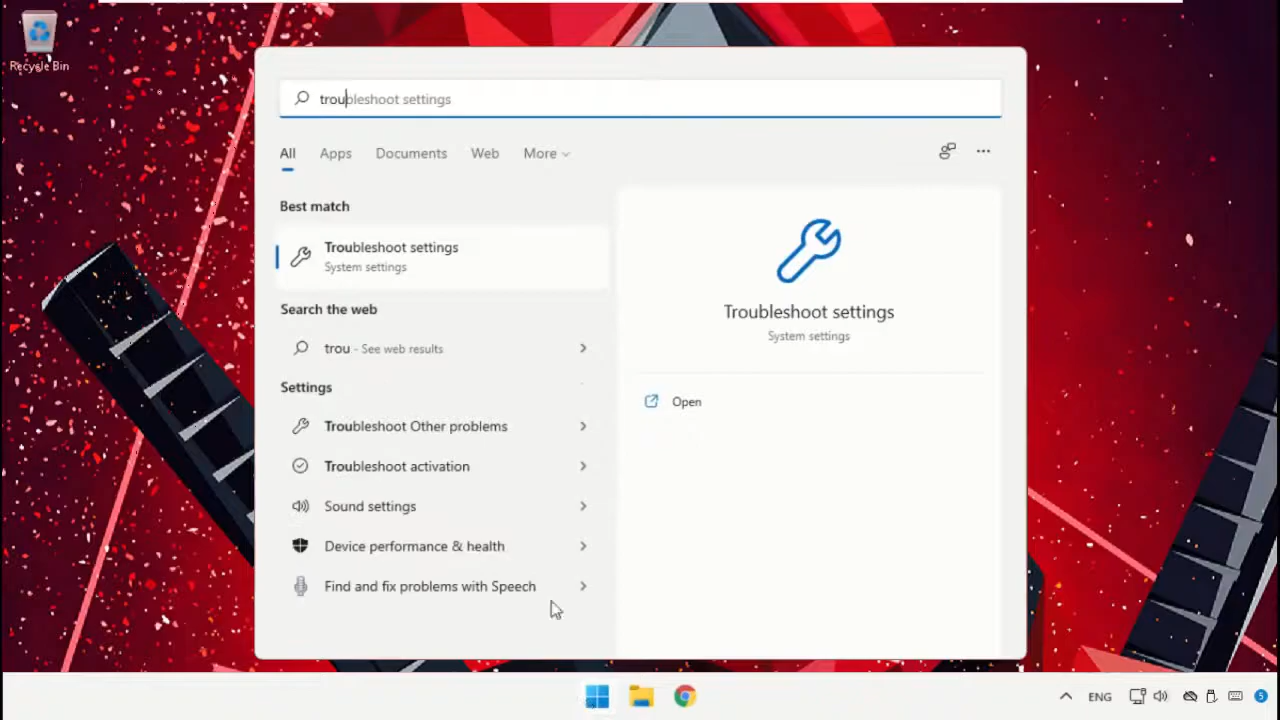 Recycle Bin
troubleshoot settings
All Apps Documents Web More
Best match
Troubleshoot settings
System settings
Search the web
trou - See web results
Settings
Troubleshoot Other problems
Troubleshoot activation
Sound settings
Device performance & health
Find and fix problems with Speech
Troubleshoot settings
System settings
Open
ENG
5